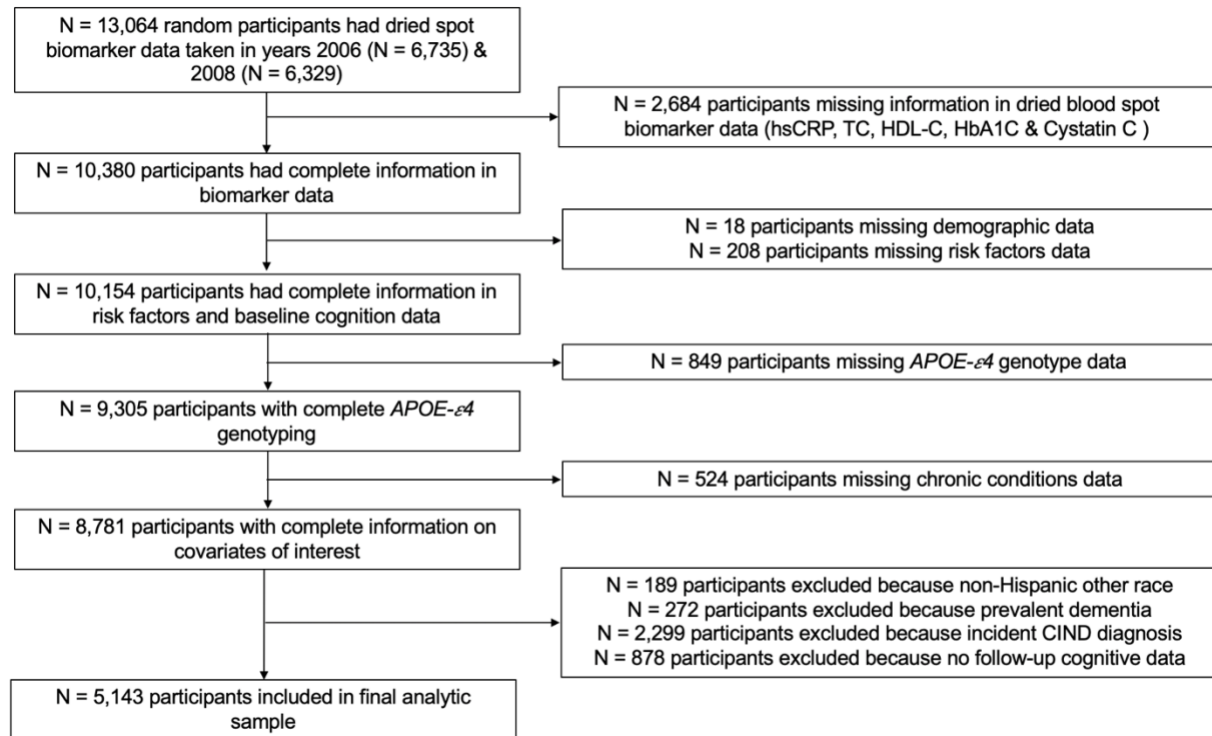 N = 13,064 random participants had dried spot
biomarker data taken in years 2006 (N = 6,735) &
2008 (N = 6,329)
N = 2,684 participants missing information in dried blood spot
biomarker data (hsCRP, TC, HDL-C, HbA1C & Cystatin C )
N = 10,380 participants had complete information in
biomarker data
N = 18 participants missing demographic data
N = 208 participants missing risk factors data
N = 10,154 participants had complete information in
risk factors and baseline cognition data
N = 849 participants missing APOE-ε4 genotype data
N = 9,305 participants with complete APOE-ε4
genotyping
N = 524 participants missing chronic conditions data
N = 8,781 participants with complete information on
covariates of interest
N = 189 participants excluded because non-Hispanic other race
N = 272 participants excluded because prevalent dementia
N = 2,299 participants excluded because incident CIND diagnosis
N = 878 participants excluded because no follow-up cognitive data
N = 5,143 participants included in final analytic
sample